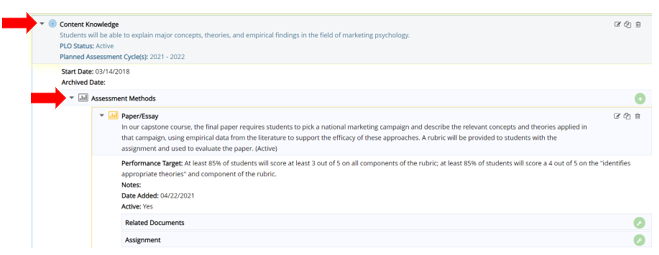 Content Knowledge
Students will be able to explain major concepts, theories, and empirical findings in the field of marketing psychology.
PLO Status: Active
Planned Assessment Cycle(s): 2021 - 2022
Start Date: 03/14/2018
Archived Date:
Assessment Methods
Paper/Essay
In our capstone course, the final paper requires students to pick a national marketing campaign and describe the relevant concepts and theories applied in
that campaign, using empirical data from the literature to support the efficacy of these approaches. A rubric will be provided to students with the
assignment and used to evaluate the paper. (Active)
Performance Target: At least 85% of students will score at least 3 out of 5 on all components of the rubric; at least 85% of students will score a 4 out of 5 on the "identifies
appropriate theories" and component of the rubric.
Notes:
Date Added: 04/22/2021
Active: Yes
Related Documents
Assignment